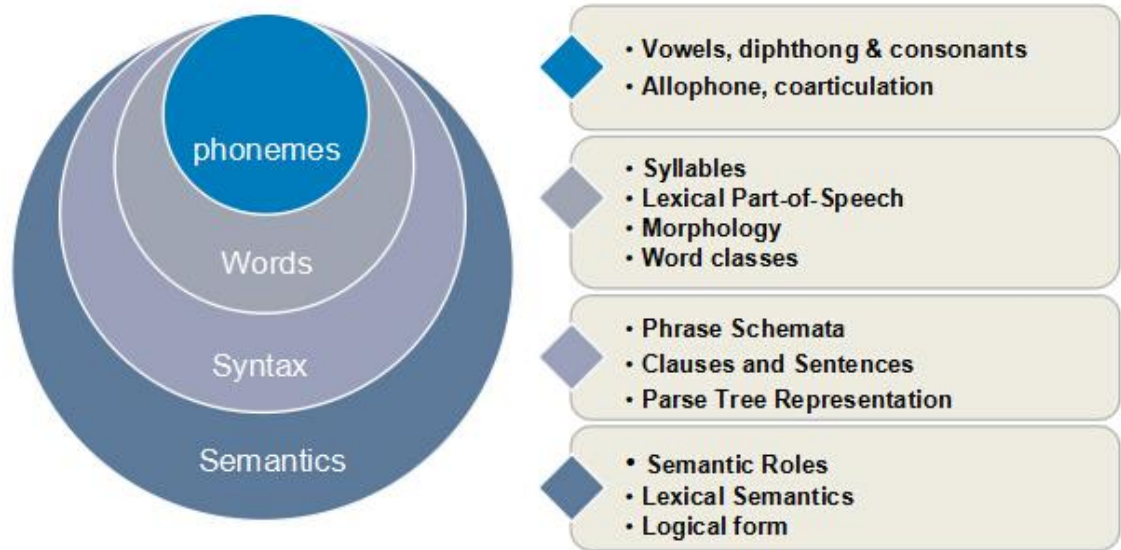 phonemes
Words
Syntax
Semantics
• Vowels, diphthong & consonants
• Allophone, coarticulation
• Syllables
• Lexical Part-of-Speech
• Morphology
• Word classes
• Phrase Schemata
• Clauses and Sentences
• Parse Tree Representation
• Semantic Roles
• Lexical Semantics
• Logical form